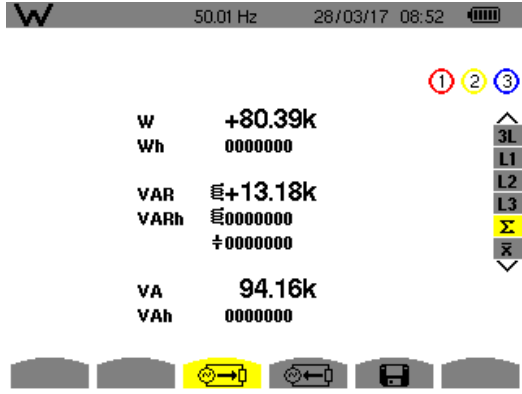 W 50.01 Hz 28/03/17 08:52
1 2 3
W +80.39k
Wh 0000000
3L
L1
VAR +13.18k
L2
VARh 0000000
L3
÷0000000
Σ
x̄
VA 94.16k
VAh 0000000